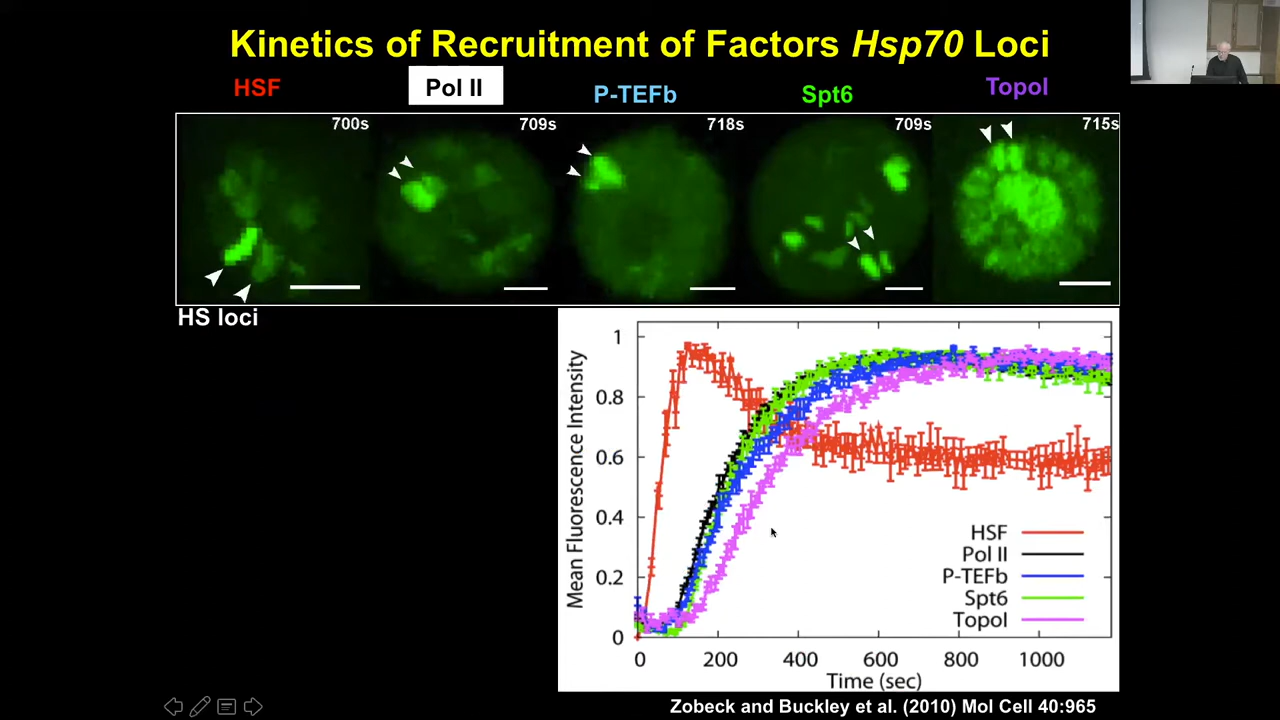 Kinetics of Recruitment of Factors Hsp70 Loci
HSF
Pol II
P-TEFb
Spt6
TopoI
700s
709s
718s
709s
715s
HS loci
Mean Fluorescence Intensity
1
0.8
0.6
0.4
0.2
0
HSF
Pol II
P-TEFb
Spt6
TopoI
0 200 400 600 800 1000
Time (sec)
Zobeck and Buckley et al. (2010) Mol Cell 40:965